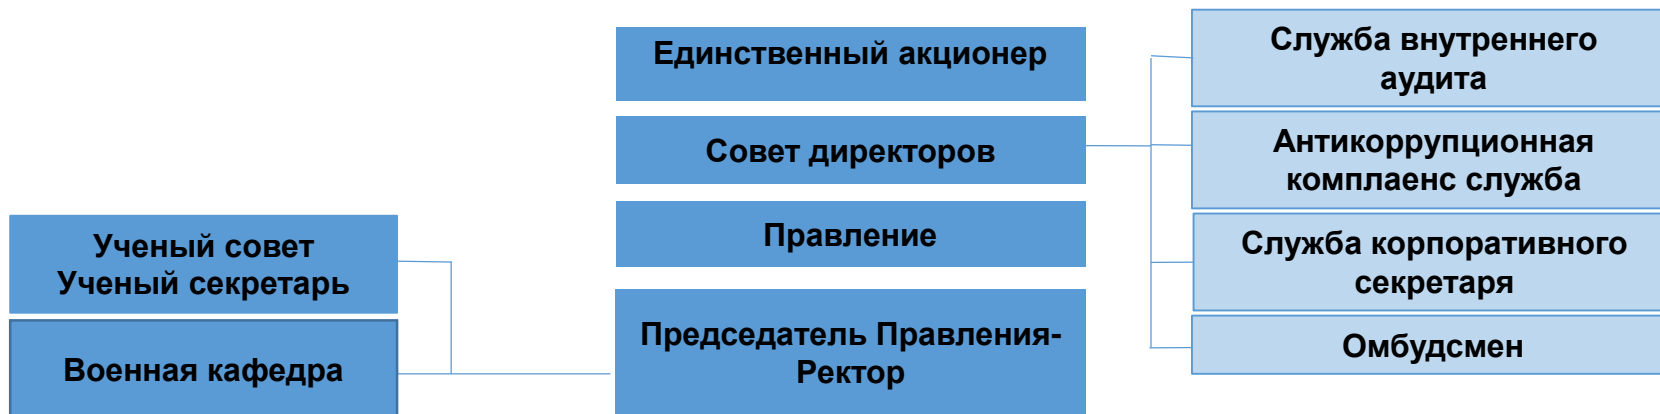 Единственный акционер
Совет директоров
Правление
Председатель Правления-
Ректор
Ученый совет
Ученый секретарь
Военная кафедра
Служба внутреннего
аудита
Антикоррупционная
комплаенс служба
Служба корпоративного
секретаря
Омбудсмен